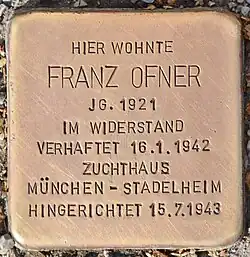 HIER WOHNTE
FRANZ OFNER
JG. 1921
IM WIDERSTAND
VERHAFTET 16.1.1942
ZUCHTHAUS
MÜNCHEN-STADELHEIM
HINGERICHTET 15.7.1943